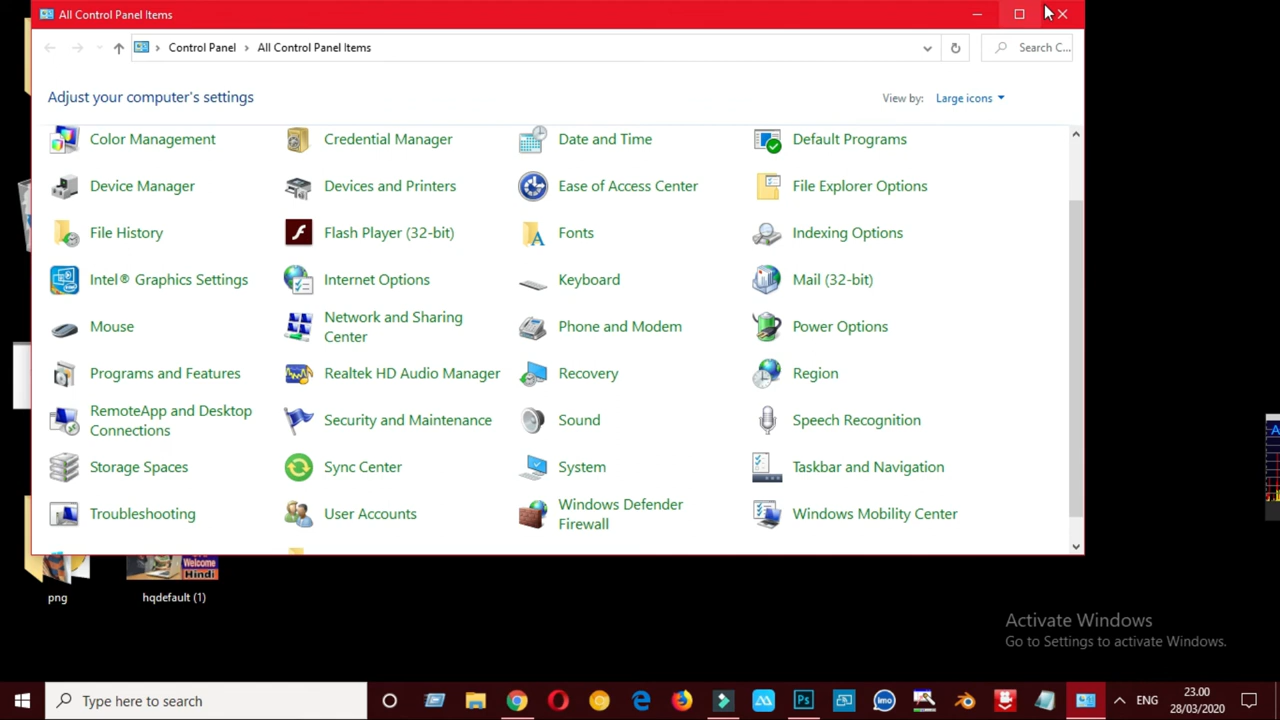 All Control Panel Items
Control Panel
All Control Panel Items
Search C...
Adjust your computer's settings
View by:
Large icons
Color Management
Credential Manager
Date and Time
Default Programs
Device Manager
Devices and Printers
Ease of Access Center
File Explorer Options
File History
Flash Player (32-bit)
Fonts
Indexing Options
Intel® Graphics Settings
Internet Options
Keyboard
Mail (32-bit)
Mouse
Network and Sharing
Center
Phone and Modem
Power Options
Programs and Features
Realtek HD Audio Manager
Recovery
Region
RemoteApp and Desktop
Connections
Security and Maintenance
Sound
Speech Recognition
Storage Spaces
Sync Center
System
Taskbar and Navigation
Troubleshooting
User Accounts
Windows Defender
Firewall
Windows Mobility Center
Welcome
Hindi
png
hqdefault (1)
Activate Windows
Go to Settings to activate Windows.
Type here to search
Ps
imo
ENG
23.00
28/03/2020